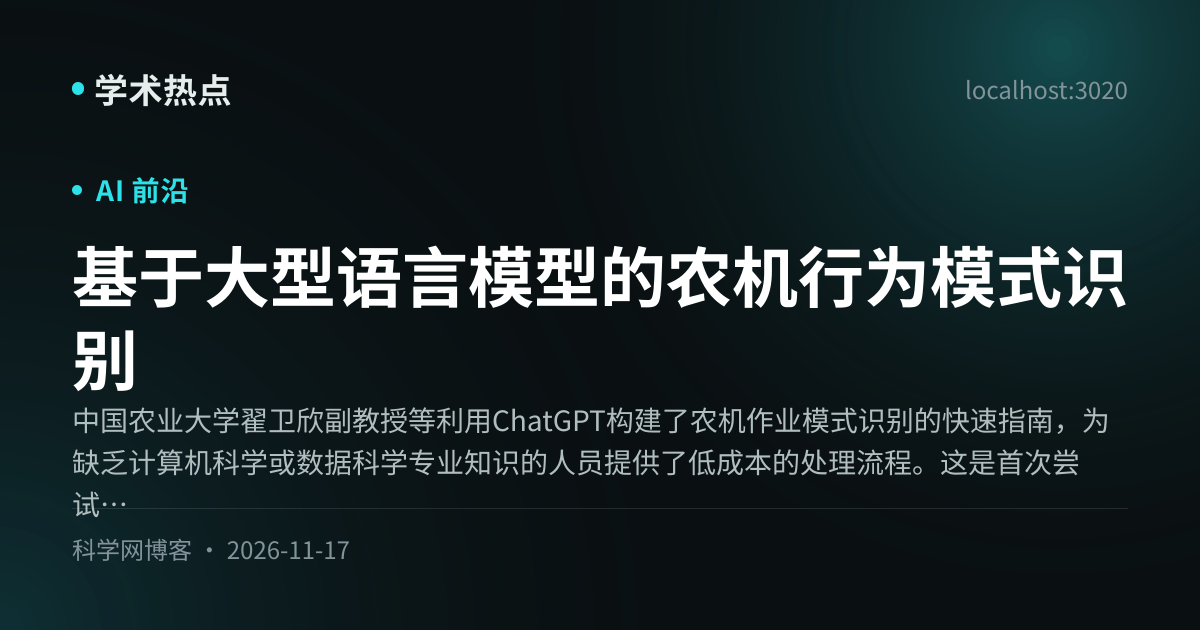 学术热点
localhost:3020
AI 前沿
基于大型语言模型的农机行为模式识
别
中国农业大学翟卫欣副教授等利用ChatGPT构建了农机作业模式识别的快速指南，为
缺乏计算机科学或数据科学专业知识的人员提供了低成本的处理流程。这是首次尝
试…
科学网博客 · 2026-11-17